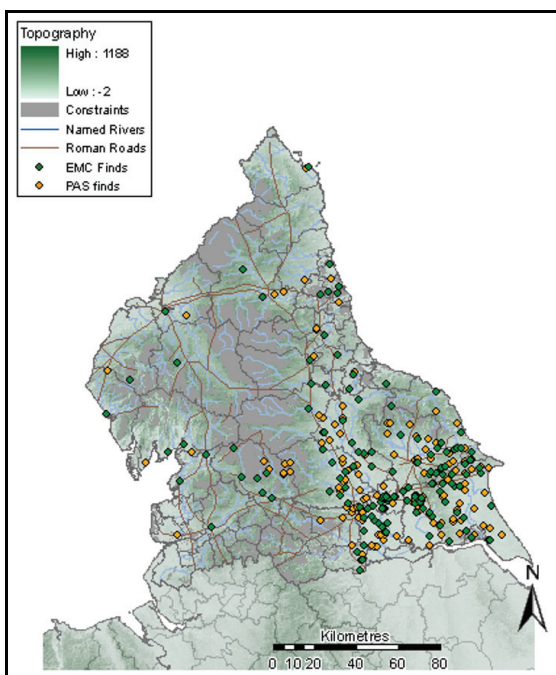 Topography
High : 1188
Low : -2
Constraints
Named Rivers
Roman Roads
EMC Finds
PAS finds
N
Kilometres
0 10 20 40 60 80